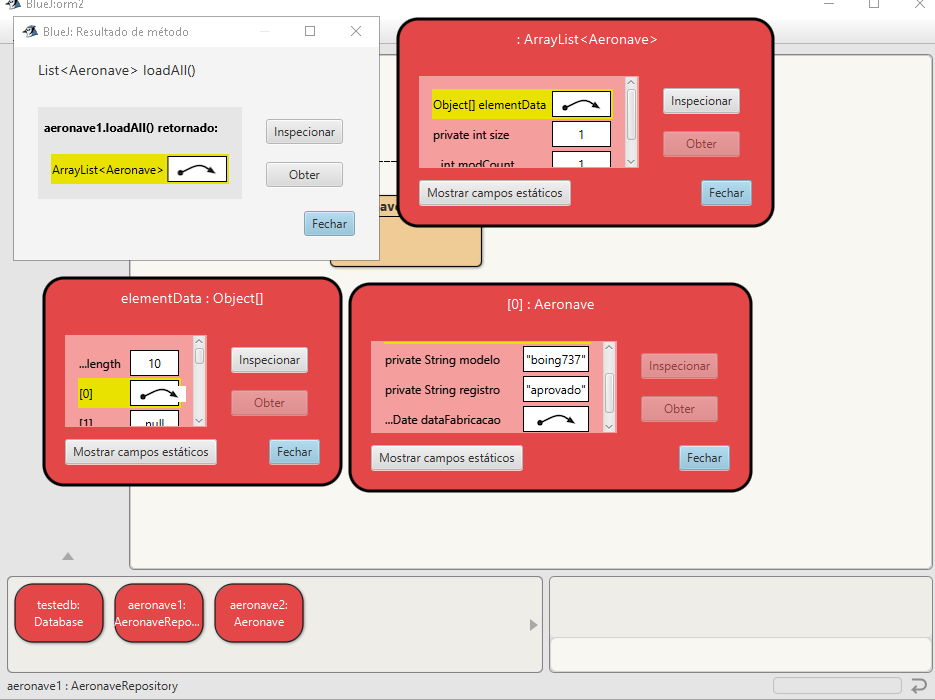 BlueJ:orm2
BlueJ: Resultado de método
List<Aeronave> loadAll()
aeronave1.loadAll() retornado:
ArrayList<Aeronave>
Inspecionar
Obter
Fechar
: ArrayList<Aeronave>
Object[] elementData
private int size
1
int modCount
1
Inspecionar
Obter
Mostrar campos estáticos
Fechar
elementData : Object[]
...length
10
[0]
[1]
null
Inspecionar
Obter
Mostrar campos estáticos
Fechar
[0] : Aeronave
private String modelo
"boing737"
private String registro
"aprovado"
...Date dataFabricacao
Inspecionar
Obter
Mostrar campos estáticos
Fechar
testedb:
Database
aeronave1:
AeronaveRepo...
aeronave2:
Aeronave
aeronave1 : AeronaveRepository